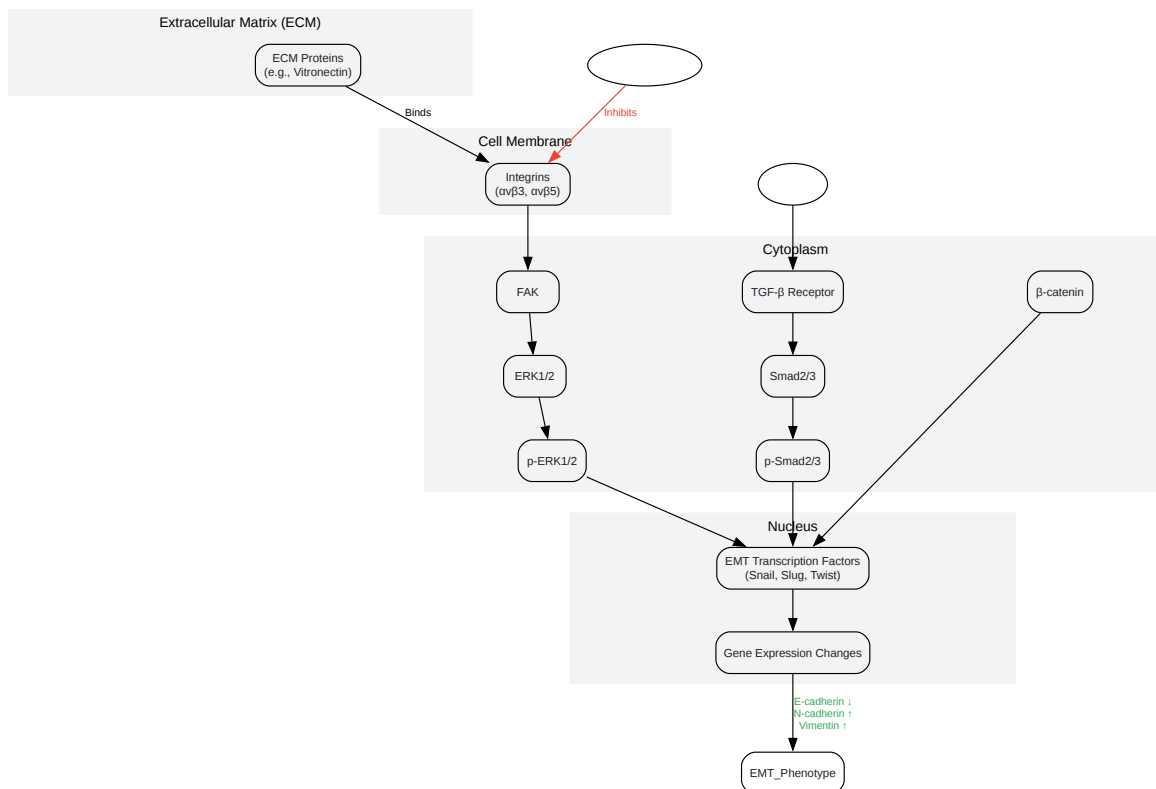 Extracellular Matrix (ECM)
ECM Proteins
(e.g., Vitronectin)
Binds
Inhibits
Cell Membrane
Integrins
(αvβ3, αvβ5)
Cytoplasm
FAK
TGF-β Receptor
β-catenin
ERK1/2
Smad2/3
p-ERK1/2
p-Smad2/3
Nucleus
EMT Transcription Factors
(Snail, Slug, Twist)
Gene Expression Changes
E-cadherin ↓
N-cadherin ↑
Vimentin ↑
EMT_Phenotype